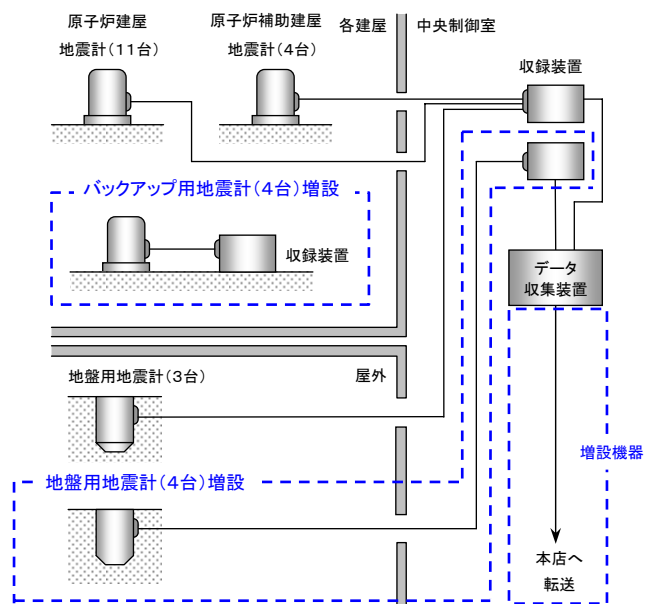 原子炉建屋
地震計(11台)
原子炉補助建屋
地震計(4台)
各建屋
中央制御室
収録装置
バックアップ用地震計(4台)増設
収録装置
データ
収集装置
地盤用地震計(3台)
屋外
増設機器
地盤用地震計(4台)増設
本店へ
転送